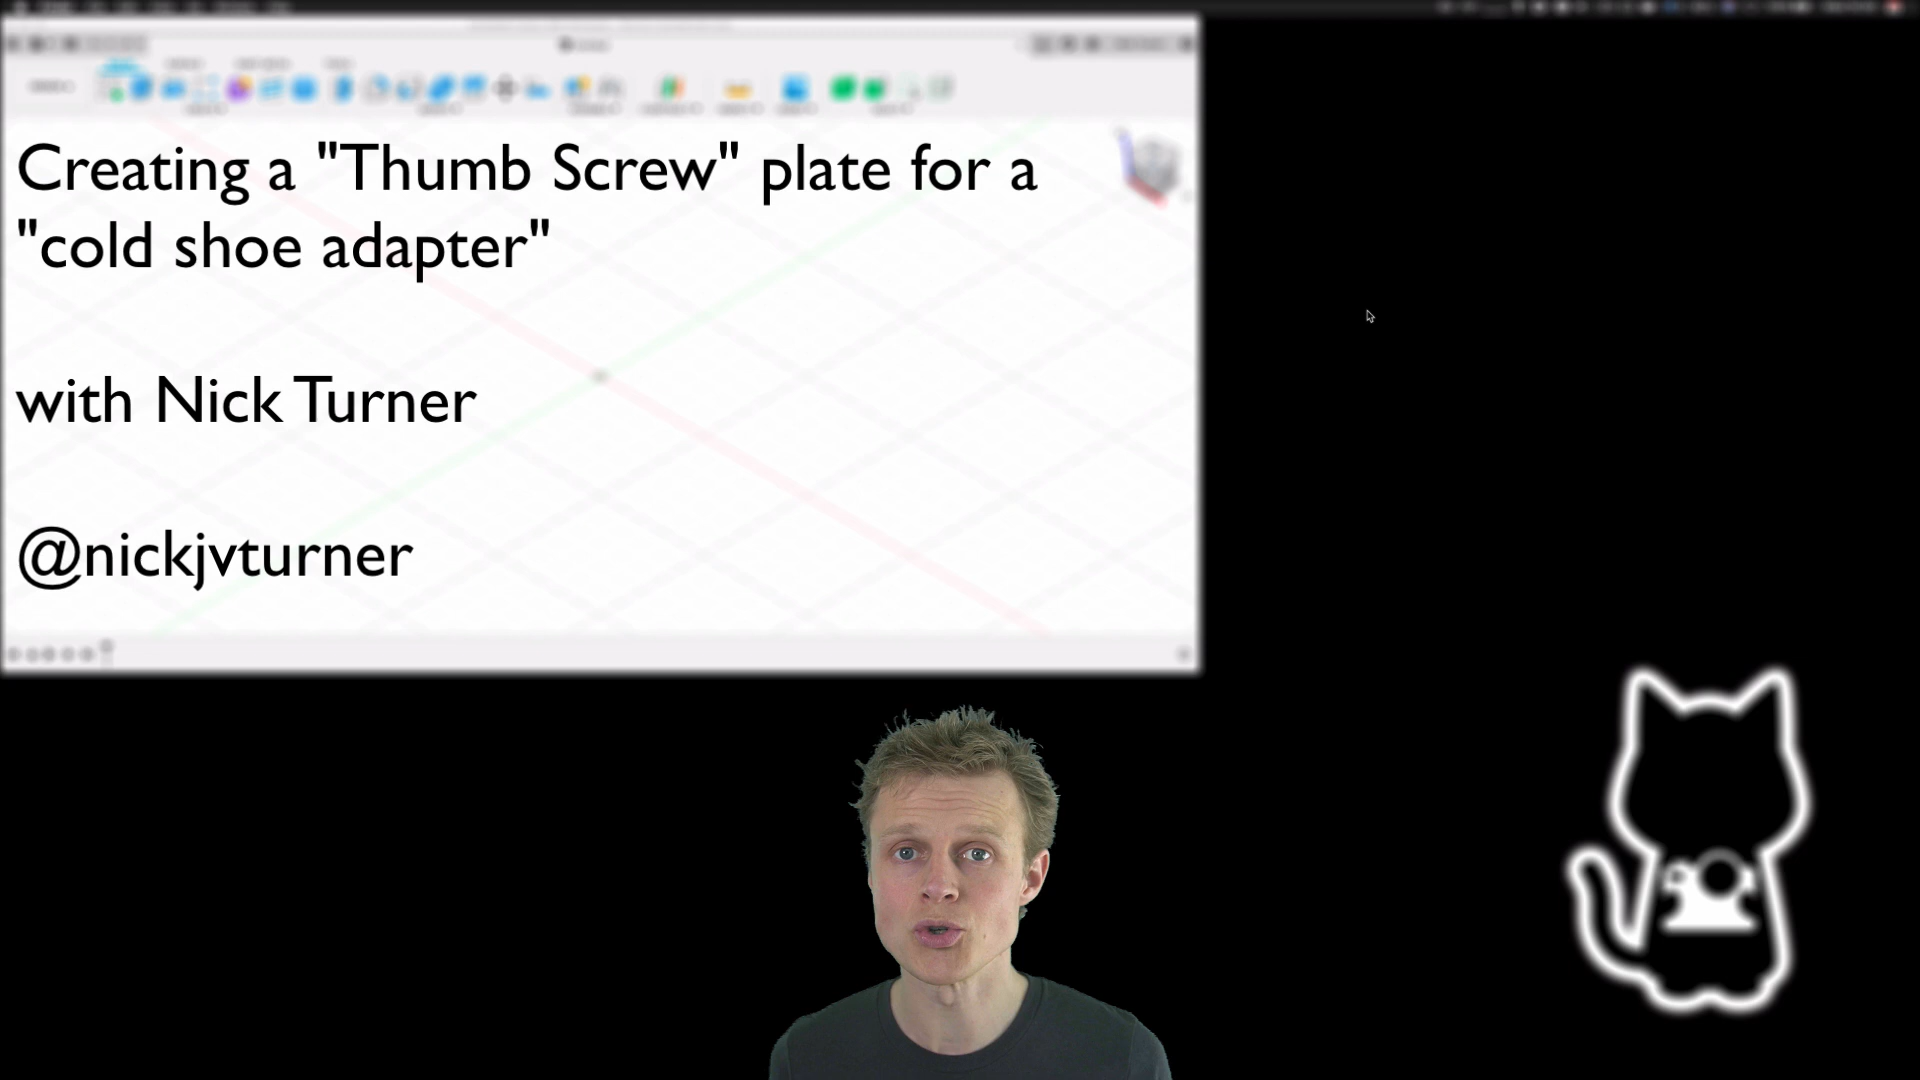 Creating a "Thumb Screw" plate for a
"cold shoe adapter"
with Nick Turner
@nickjvturner